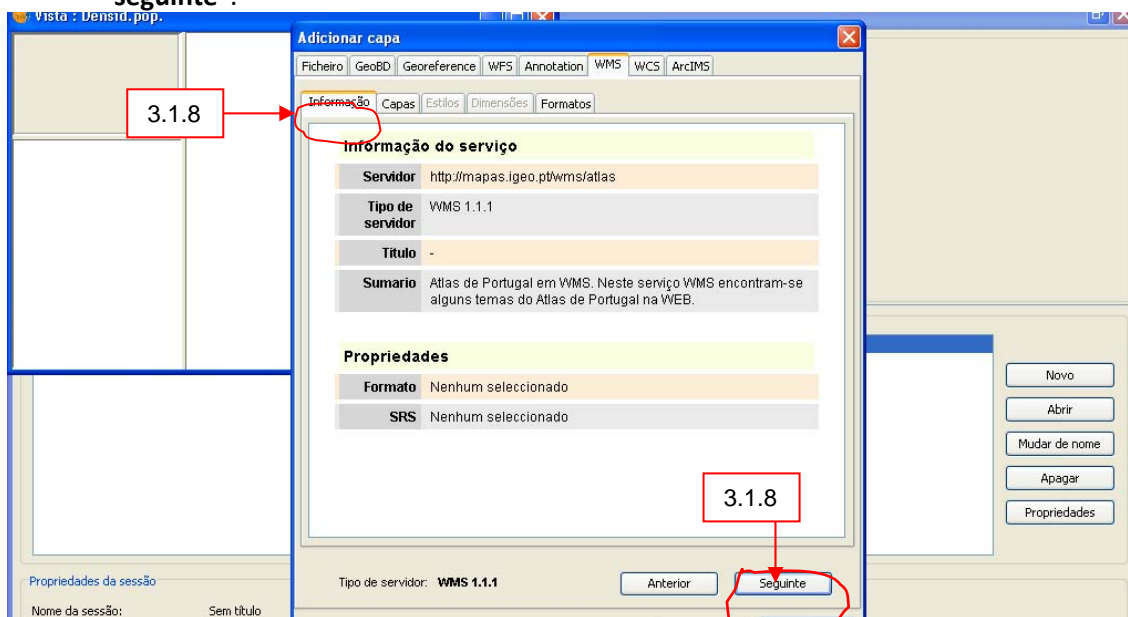 seguinte".
Vista : Densid.pop.
Adicionar capa
Ficheiro GeoBD Georeference WFS Annotation WMS WCS ArcIMS
Informação Capas Estilos Dimensões Formatos
3.1.8
Informação do serviço
Servidor http://mapas.igeo.pt/wms/atlas
Tipo de servidor WMS 1.1.1
Titulo -
Sumario Atlas de Portugal em WMS. Neste serviço WMS encontram-se
alguns temas do Atlas de Portugal na WEB.
Propriedades
Formato Nenhum seleccionado
SRS Nenhum seleccionado
Novo
Abrir
Mudar de nome
Apagar
Propriedades
3.1.8
Tipo de servidor: WMS 1.1.1
Anterior
Seguinte
Propriedades da sessão
Nome da sessão: Sem título